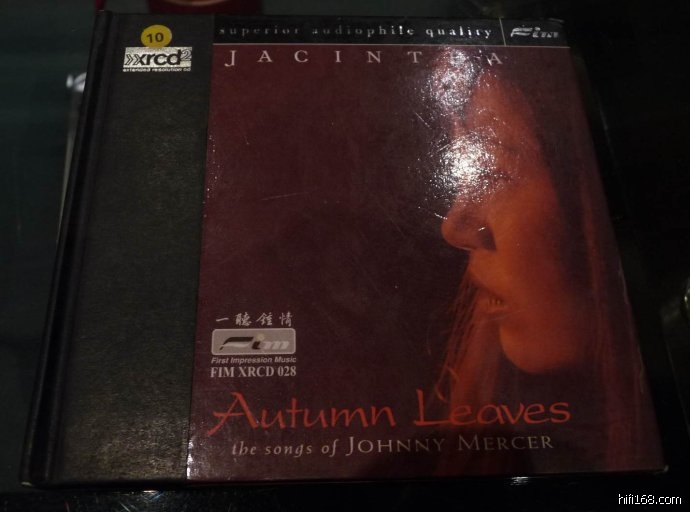 10
xrcd2
extended resolution cd
superior audiophile quality
Fim
JACINTHA
一聽鍾情
Fim
First Impression Music
FIM XRCD 028
Autumn Leaves
the songs of JOHNNY MERCER
hifi168.com